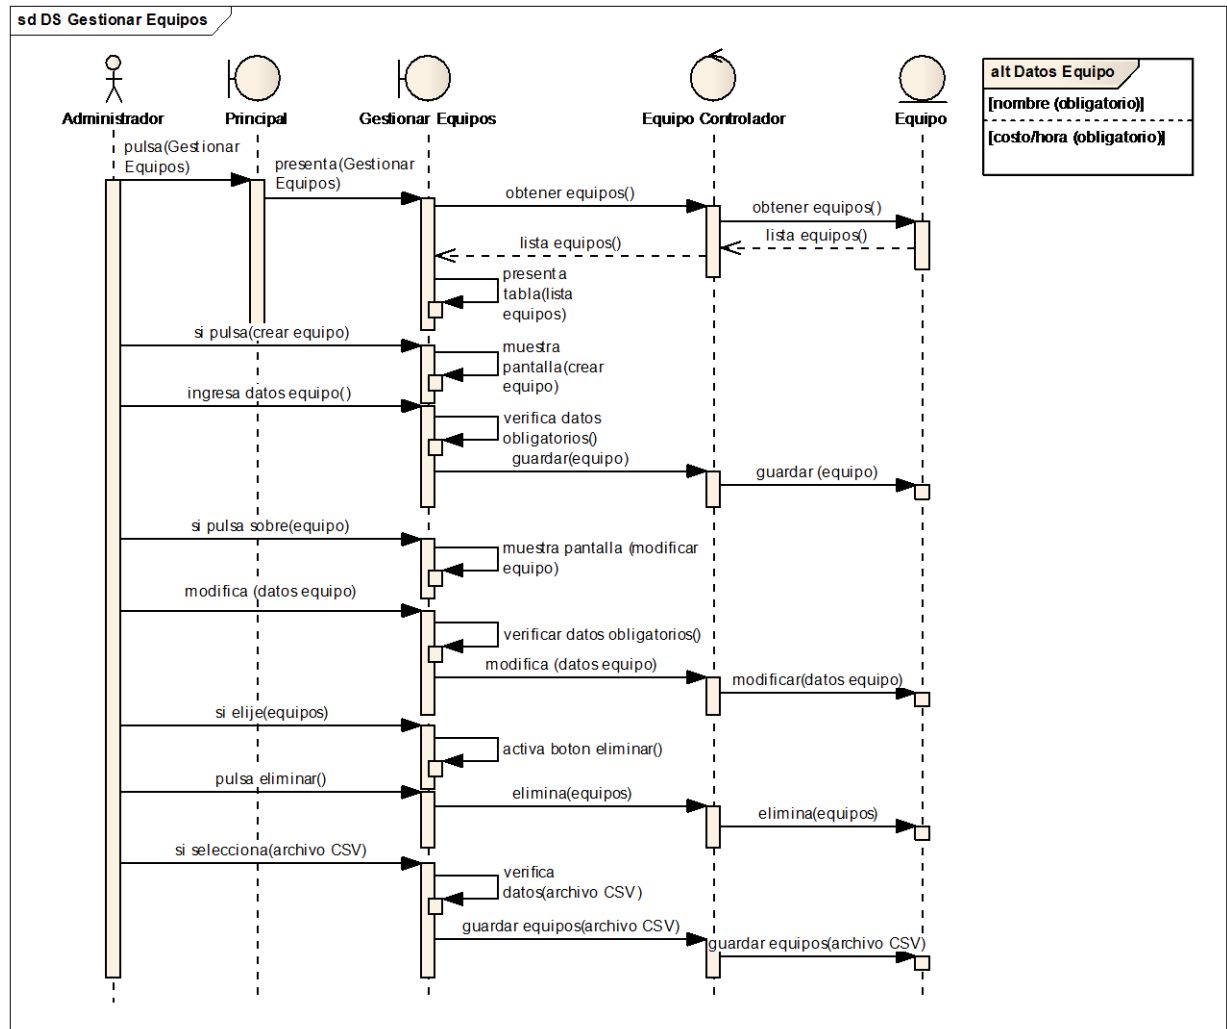 sd DS Gestionar Equipos
alt Datos Equipo
[nombre (obligatorio)]
[costo/hora (obligatorio)]
Administrador
Principal
Gestionar Equipos
Equipo Controlador
Equipo
pulsa(Gestionar
Equipos)
presenta(Gestionar
Equipos)
obtener equipos()
obtener equipos()
lista equipos()
lista equipos()
presenta
tabla(lista
equipos)
si pulsa(crear equipo)
muestra
pantalla(crear
equipo)
ingresa datos equipo()
verifica datos
obligatorios()
guardar(equipo)
guardar (equipo)
si pulsa sobre(equipo)
muestra pantalla (modificar
equipo)
modifica (datos equipo)
verificar datos obligatorios()
modifica (datos equipo)
modificar(datos equipo)
si elije(equipos)
activa boton eliminar()
pulsa eliminar()
elimina(equipos)
elimina(equipos)
si selecciona(archivo CSV)
verifica
datos(archivo CSV)
guardar equipos(archivo CSV)
guardar equipos(archivo CSV)